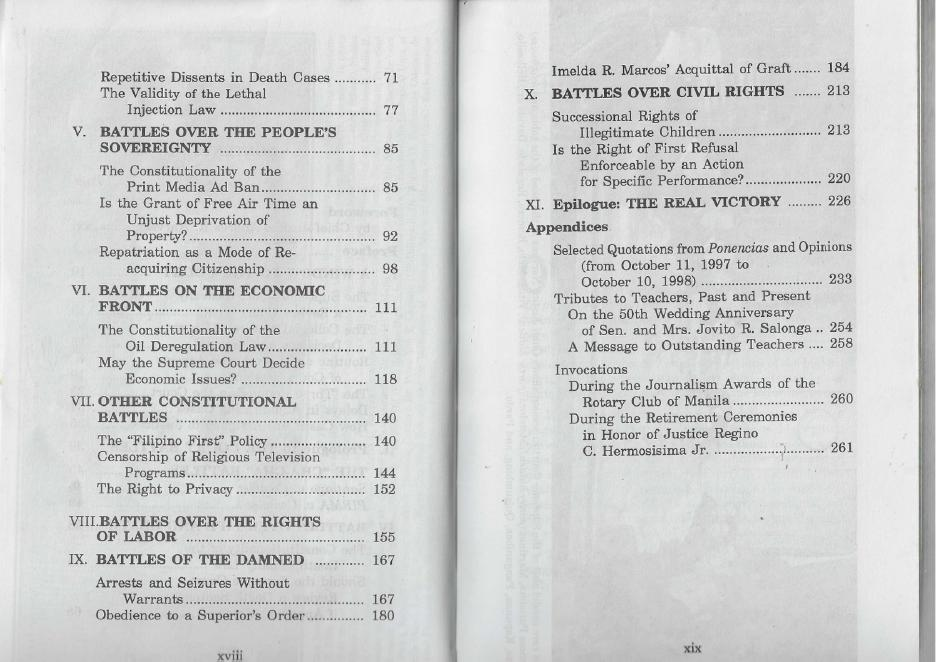 Repetitive Dissents in Death Cases ........... 71
The Validity of the Lethal
Injection Law ........................................ 77
V. BATTLES OVER THE PEOPLE'S
SOVEREIGNTY ........................................ 85
The Constitutionality of the
Print Media Ad Ban............................. 85
Is the Grant of Free Air Time an
Unjust Deprivation of
Property?................................................ 92
Repatriation as a Mode of Re-
acquiring Citizenship ........................... 98
VI. BATTLES ON THE ECONOMIC
FRONT....................................................... 111
The Constitutionality of the
Oil Deregulation Law.......................... 111
May the Supreme Court Decide
Economic Issues? ................................ 118
VII. OTHER CONSTITUTIONAL
BATTLES ................................................ 140
The "Filipino First" Policy ........................ 140
Censorship of Religious Television
Programs.............................................. 144
The Right to Privacy .................................. 152
VIII.BATTLES OVER THE RIGHTS
OF LABOR .............................................. 155
IX. BATTLES OF THE DAMNED ............ 167
Arrests and Seizures Without
Warrants.............................................. 167
Obedience to a Superior's Order............... 180
xviii
Imelda R. Marcos' Acquittal of Graft....... 184
X. BATTLES OVER CIVIL RIGHTS ....... 213
Successional Rights of
Illegitimate Children ........................... 213
Is the Right of First Refusal
Enforceable by an Action
for Specific Performance?.................... 220
XI. Epilogue: THE REAL VICTORY ......... 226
Appendices
Selected Quotations from Ponencias and Opinions
(from October 11, 1997 to
October 10, 1998) ................................ 233
Tributes to Teachers, Past and Present
On the 50th Wedding Anniversary
of Sen. and Mrs. Jovito R. Salonga .. 254
A Message to Outstanding Teachers .... 258
Invocations
During the Journalism Awards of the
Rotary Club of Manila ........................ 260
During the Retirement Ceremonies
in Honor of Justice Regino
C. Hermosisima Jr. ............................. 261
xix